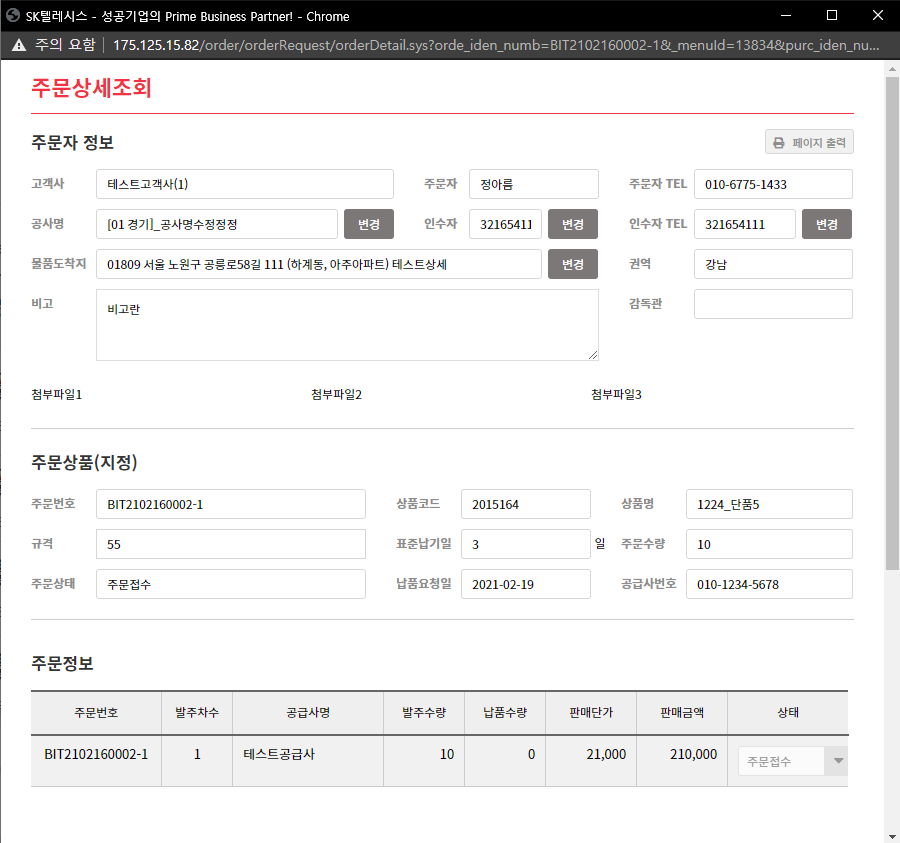 SK텔레시스 - 성공기업의 Prime Business Partner! - Chrome
주의 요함 175.125.15.82/order/orderRequest/orderDetail.sys?orde_iden_numb=BIT2102160002-1&_menuId=13834&purc_iden_nu...
주문상세조회
주문자 정보 페이지 출력
고객사 테스트고객사(1) 주문자 정아름 주문자 TEL 010-6775-1433
공사명 [01 경기]_공사명수정정정 변경 인수자 32165411 변경 인수자 TEL 321654111 변경
물품도착지 01809 서울 노원구 공릉로58길 111 (하계동, 아주아파트) 테스트상세 변경 권역 강남
비고 비고란 감독관
첨부파일1 첨부파일2 첨부파일3
주문상품(지정)
주문번호 BIT2102160002-1 상품코드 2015164 상품명 1224_단품5
규격 55 표준납기일 3 일 주문수량 10
주문상태 주문접수 납품요청일 2021-02-19 공급사번호 010-1234-5678
주문정보
주문번호 발주차수 공급사명 발주수량 납품수량 판매단가 판매금액 상태
BIT2102160002-1 1 테스트공급사 10 0 21,000 210,000 주문접수